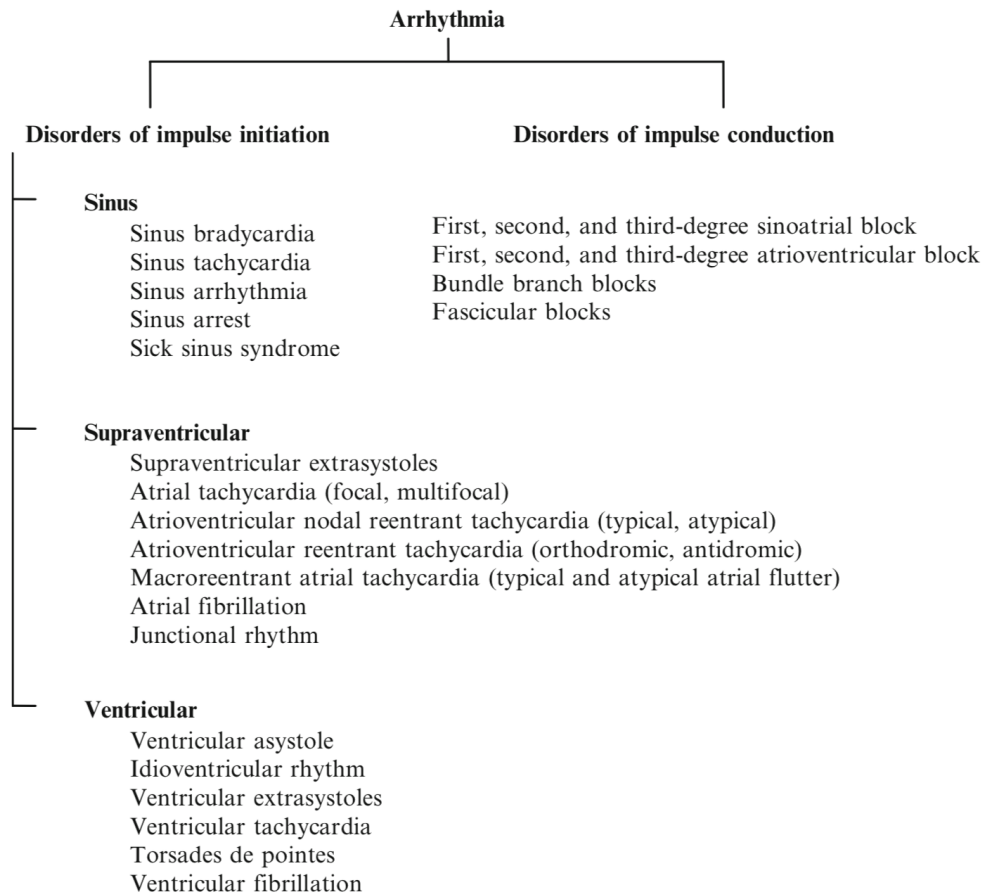 Arrhythmia
Disorders of impulse initiation
Disorders of impulse conduction
Sinus
Sinus bradycardia
Sinus tachycardia
Sinus arrhythmia
Sinus arrest
Sick sinus syndrome
First, second, and third-degree sinoatrial block
First, second, and third-degree atrioventricular block
Bundle branch blocks
Fascicular blocks
Supraventricular
Supraventricular extrasystoles
Atrial tachycardia (focal, multifocal)
Atrioventricular nodal reentrant tachycardia (typical, atypical)
Atrioventricular reentrant tachycardia (orthodromic, antidromic)
Macroreentrant atrial tachycardia (typical and atypical atrial flutter)
Atrial fibrillation
Junctional rhythm
Ventricular
Ventricular asystole
Idioventricular rhythm
Ventricular extrasystoles
Ventricular tachycardia
Torsades de pointes
Ventricular fibrillation